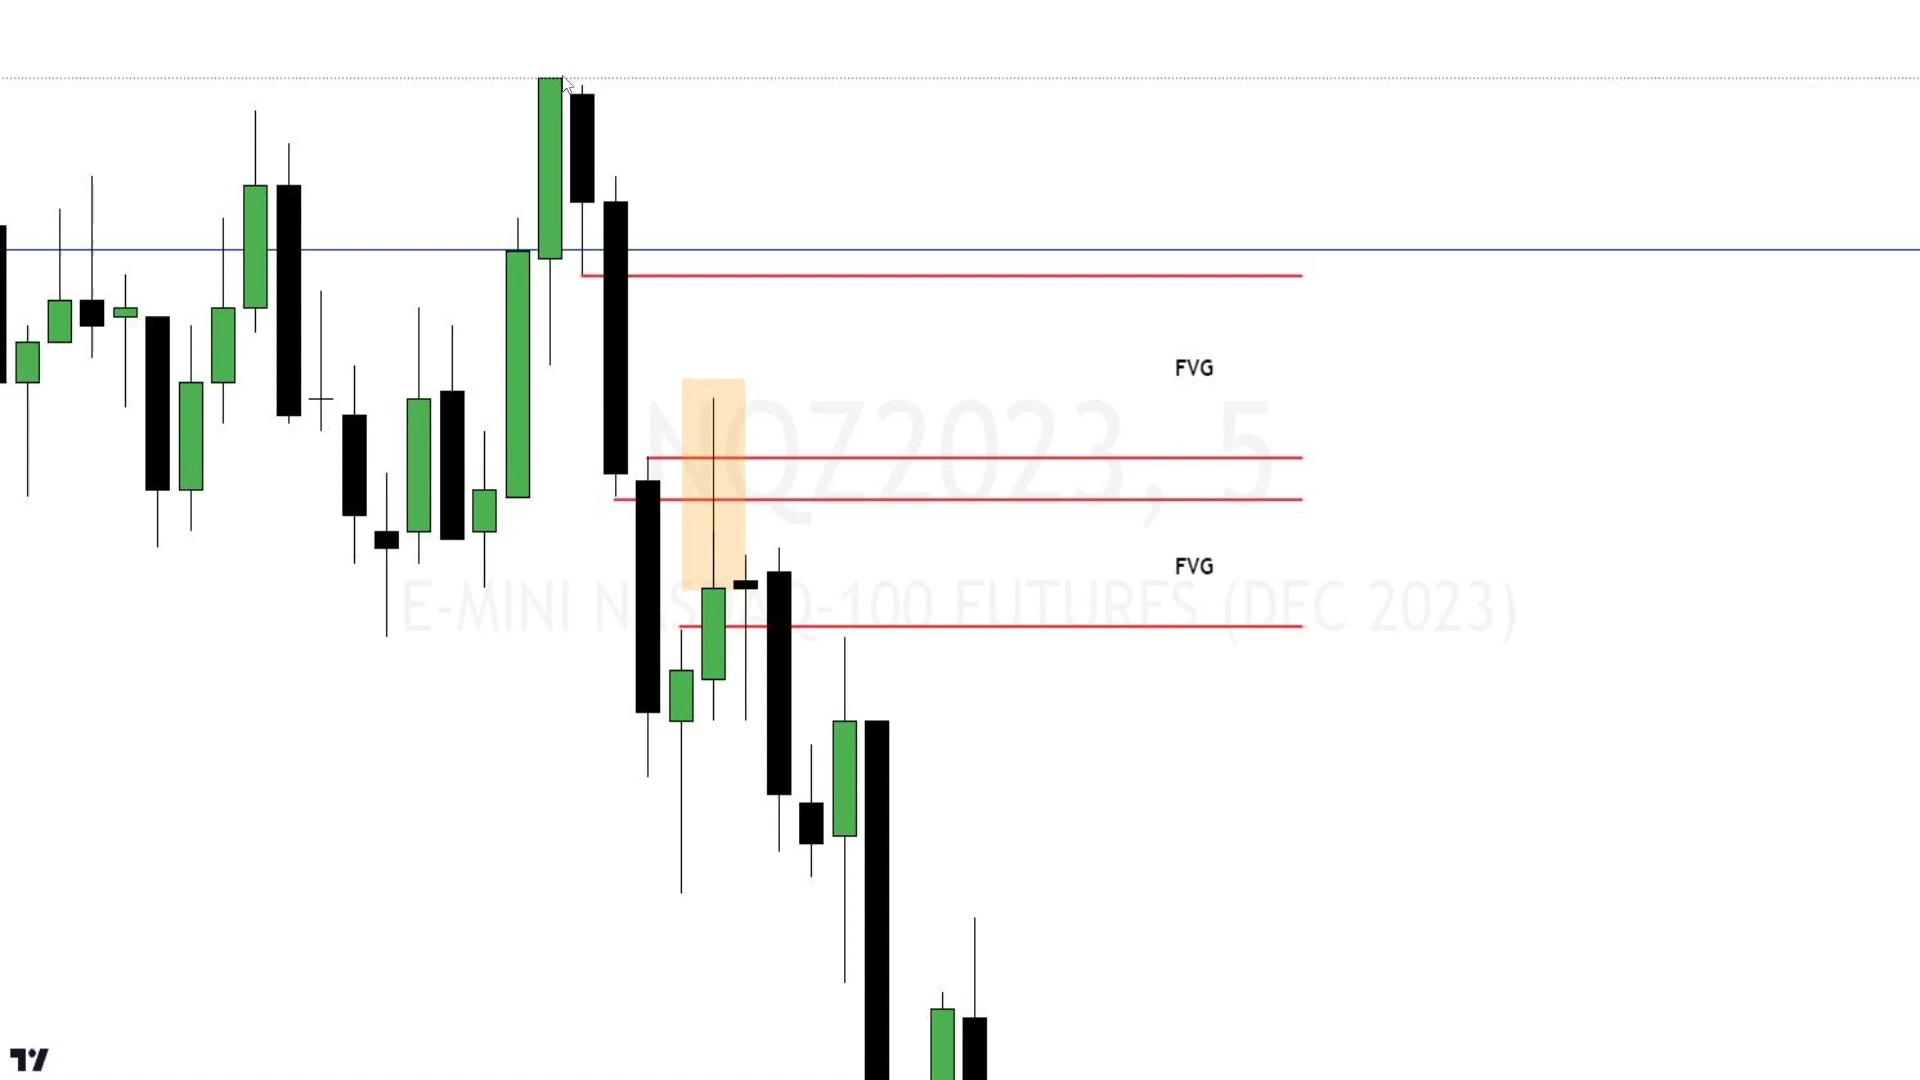 FVG
NQZ2023, 5
FVG
E-MINI NASDAQ-100 FUTURES (DEC 2023)